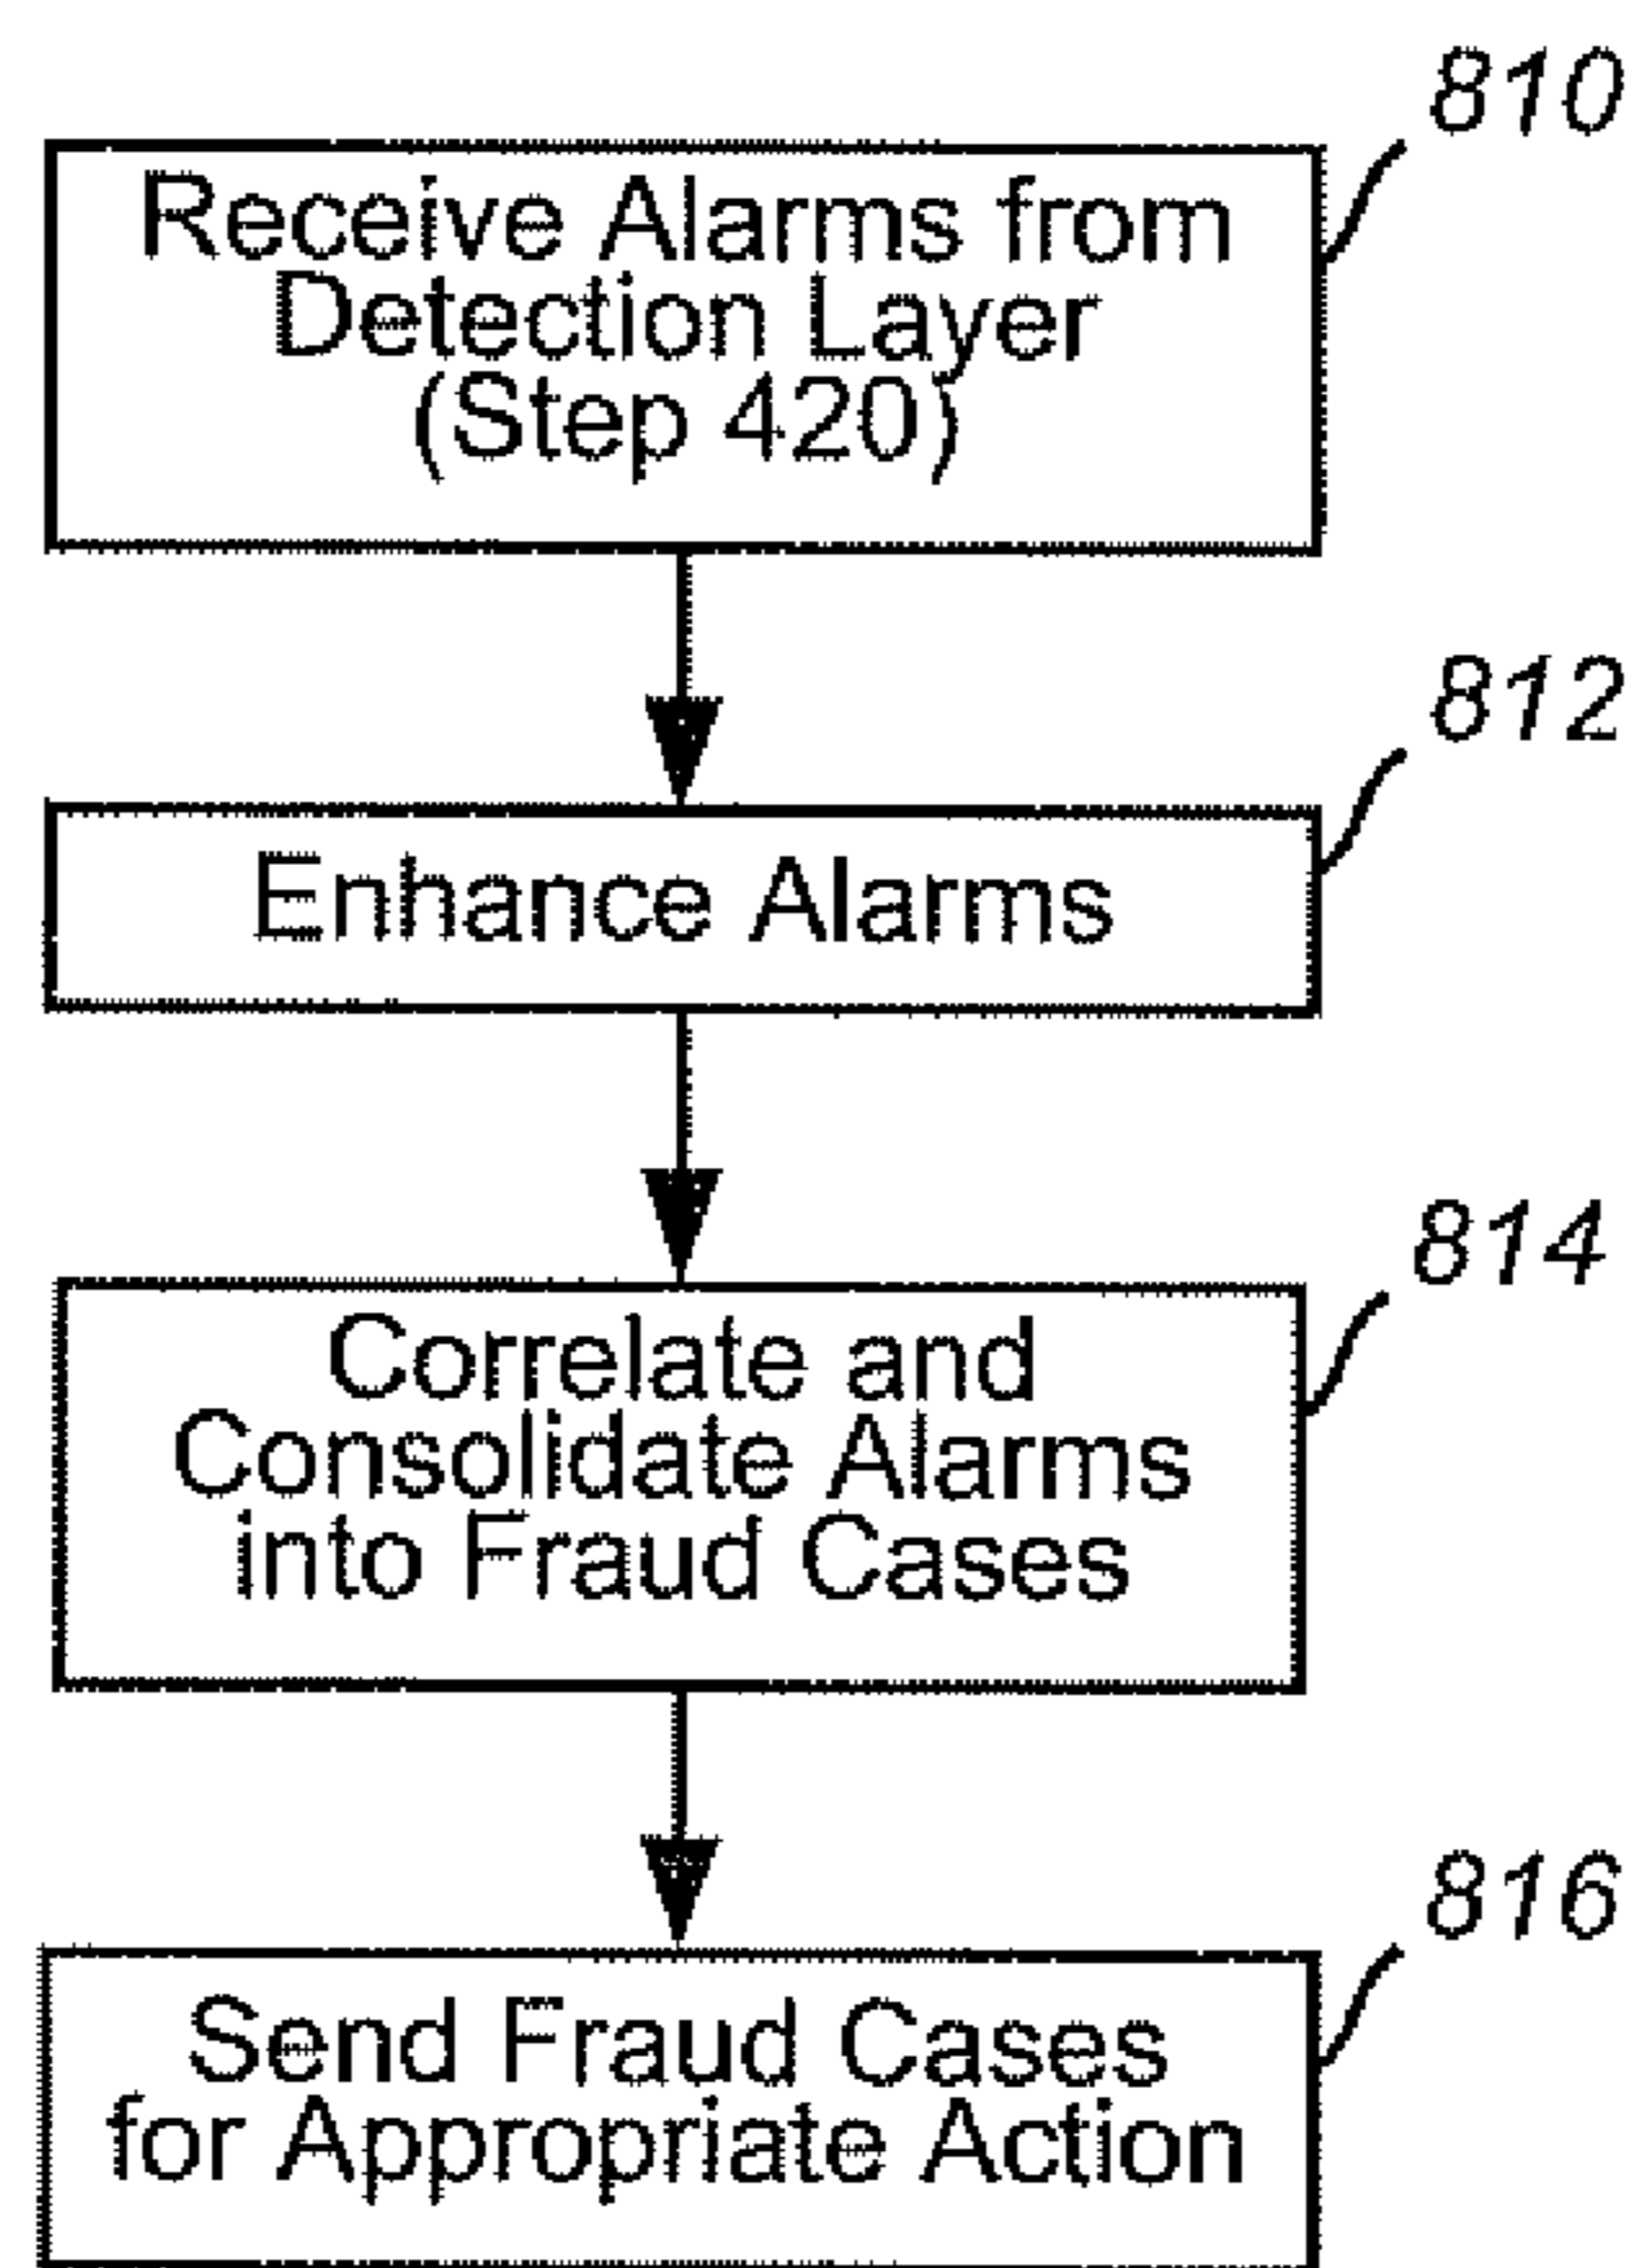 810
Receive Alarms from
Detection Layer
(Step 420)
812
Enhance Alarms
814
Correlate and
Consolidate Alarms
into Fraud Cases
816
Send Fraud Cases
for Appropriate Action